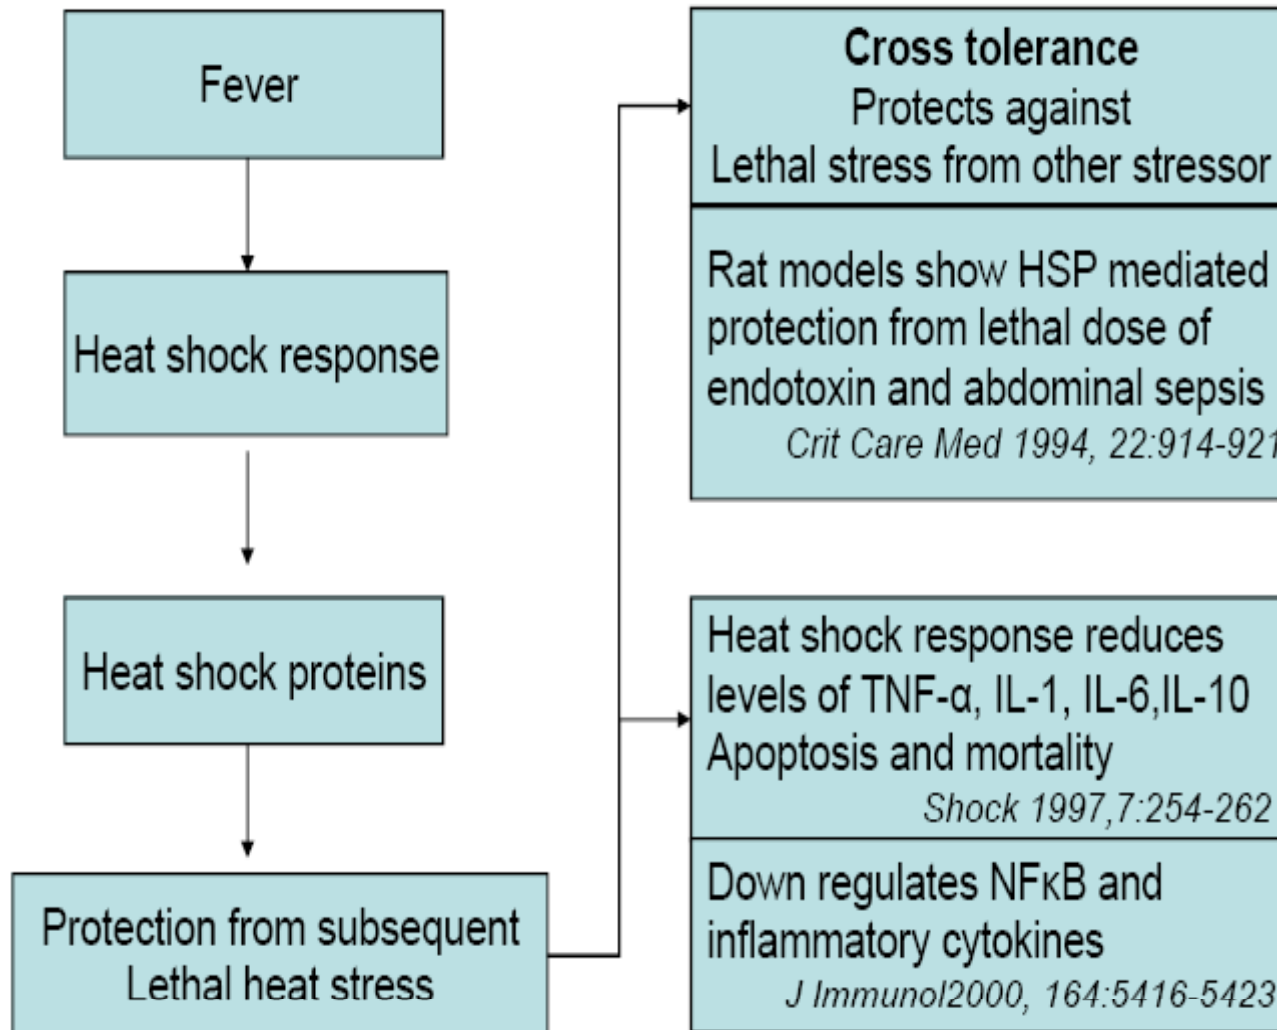 Fever
Heat shock response
Heat shock proteins
Protection from subsequent
Lethal heat stress
Cross tolerance
Protects against
Lethal stress from other stressor
Rat models show HSP mediated
protection from lethal dose of
endotoxin and abdominal sepsis
Crit Care Med 1994, 22:914-921
Heat shock response reduces
levels of TNF-α, IL-1, IL-6,IL-10
Apoptosis and mortality
Shock 1997,7:254-262
Down regulates NFκB and
inflammatory cytokines
J Immunol2000, 164:5416-5423